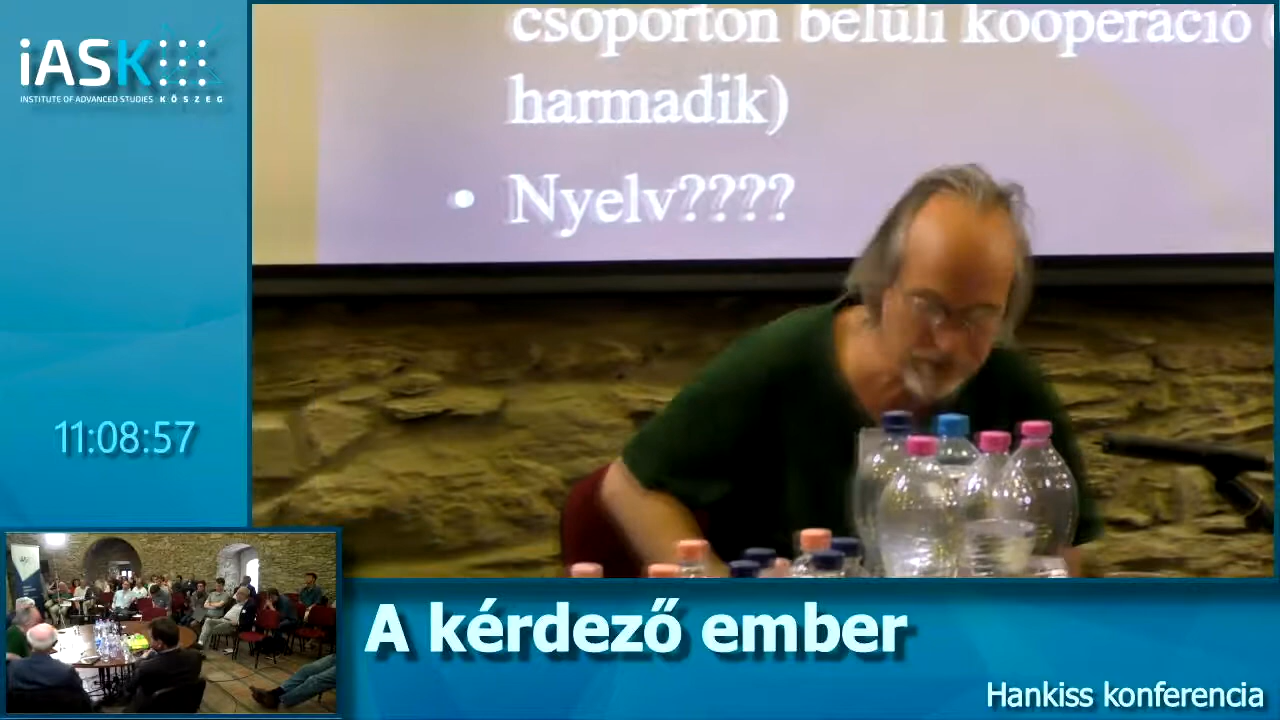 iASK
INSTITUTE OF ADVANCED STUDIES KŐSZEG
csoporton belüli kooperáció (
harmadik)
• Nyelv????
11:08:57
A kérdező ember
Hankiss konferencia